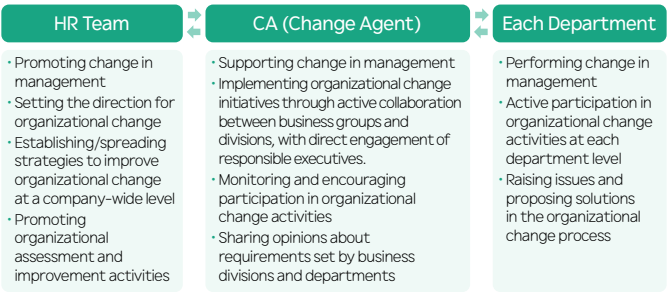 HR Team
· Promoting change in
management
· Setting the direction for
organizational change
· Establishing/spreading
strategies to improve
organizational change
at a company-wide level
· Promoting
organizational
assessment and
improvement activities
CA (Change Agent)
· Supporting change in management
· Implementing organizational change
initiatives through active collaboration
between business groups and
divisions, with direct engagement of
responsible executives.
· Monitoring and encouraging
participation in organizational
change activities
· Sharing opinions about
requirements set by business
divisions and departments
Each Department
· Performing change in
management
· Active participation in
organizational change
activities at each
department level
· Raising issues and
proposing solutions
in the organizational
change process